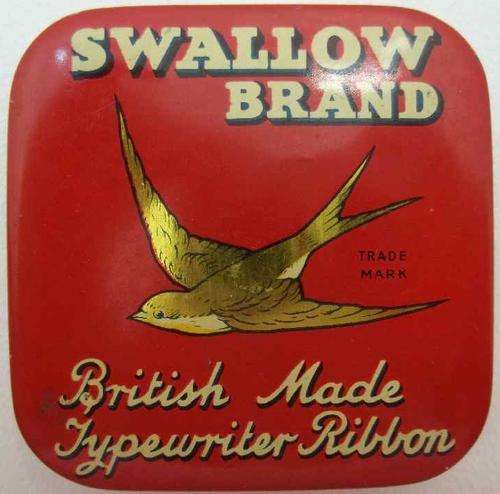 SWALLOW
BRAND
TRADE
MARK
British Made
Typewriter Ribbon